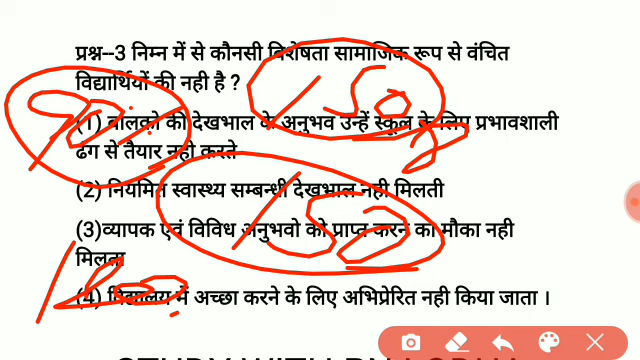 प्रश्न--3 निम्न में से कौनसी विशेषता सामाजिक रूप से वंचित
विद्यार्थियों की नही है ?
(1) बालको की देखभाल के अनुभव उन्हें स्कूल के लिए प्रभावशाली
ढंग से तैयार नही करते
(2) नियमित स्वास्थ्य सम्बन्धी देखभाल नही मिलती
(3)व्यापक एवं विविध अनुभवो को प्राप्त करने का मौका नही
मिलता
(4) विद्यालय में अच्छा करने के लिए अभिप्रेरित नही किया जाता ।